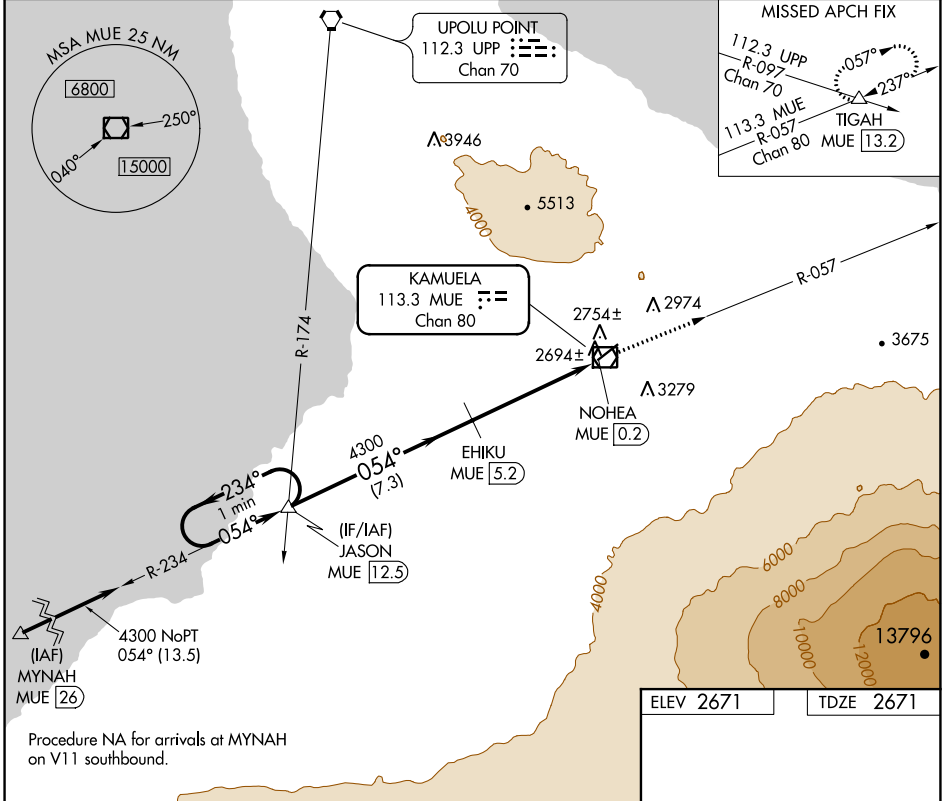 MSA MUE 25 NM
6800
250°
040°
15000
UPOLU POINT
112.3 UPP
Chan 70
MISSED APCH FIX
112.3 UPP
R-097
Chan 70
057°
237°
113.3 MUE
R-057
Chan 80
TIGAH
MUE 13.2
3946
5513
4000
KAMUELA
113.3 MUE
Chan 80
R-174
R-057
2974
2754±
2694±
3675
3279
NOHEA
MUE 0.2
EHIKU
MUE 5.2
4300
054°
(7.3)
234°
1 min
054°
R-234
(IF/IAF)
JASON
MUE 12.5
4300 NoPT
054° (13.5)
(IAF)
MYNAH
MUE 26
4000
6000
8000
10000
12000
13796
Procedure NA for arrivals at MYNAH
on V11 southbound.
ELEV 2671
TDZE 2671